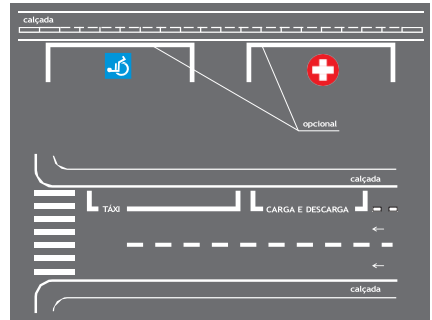 calçada
opcional
calçada
TÁXI
CARGA E DESCARGA
calçada